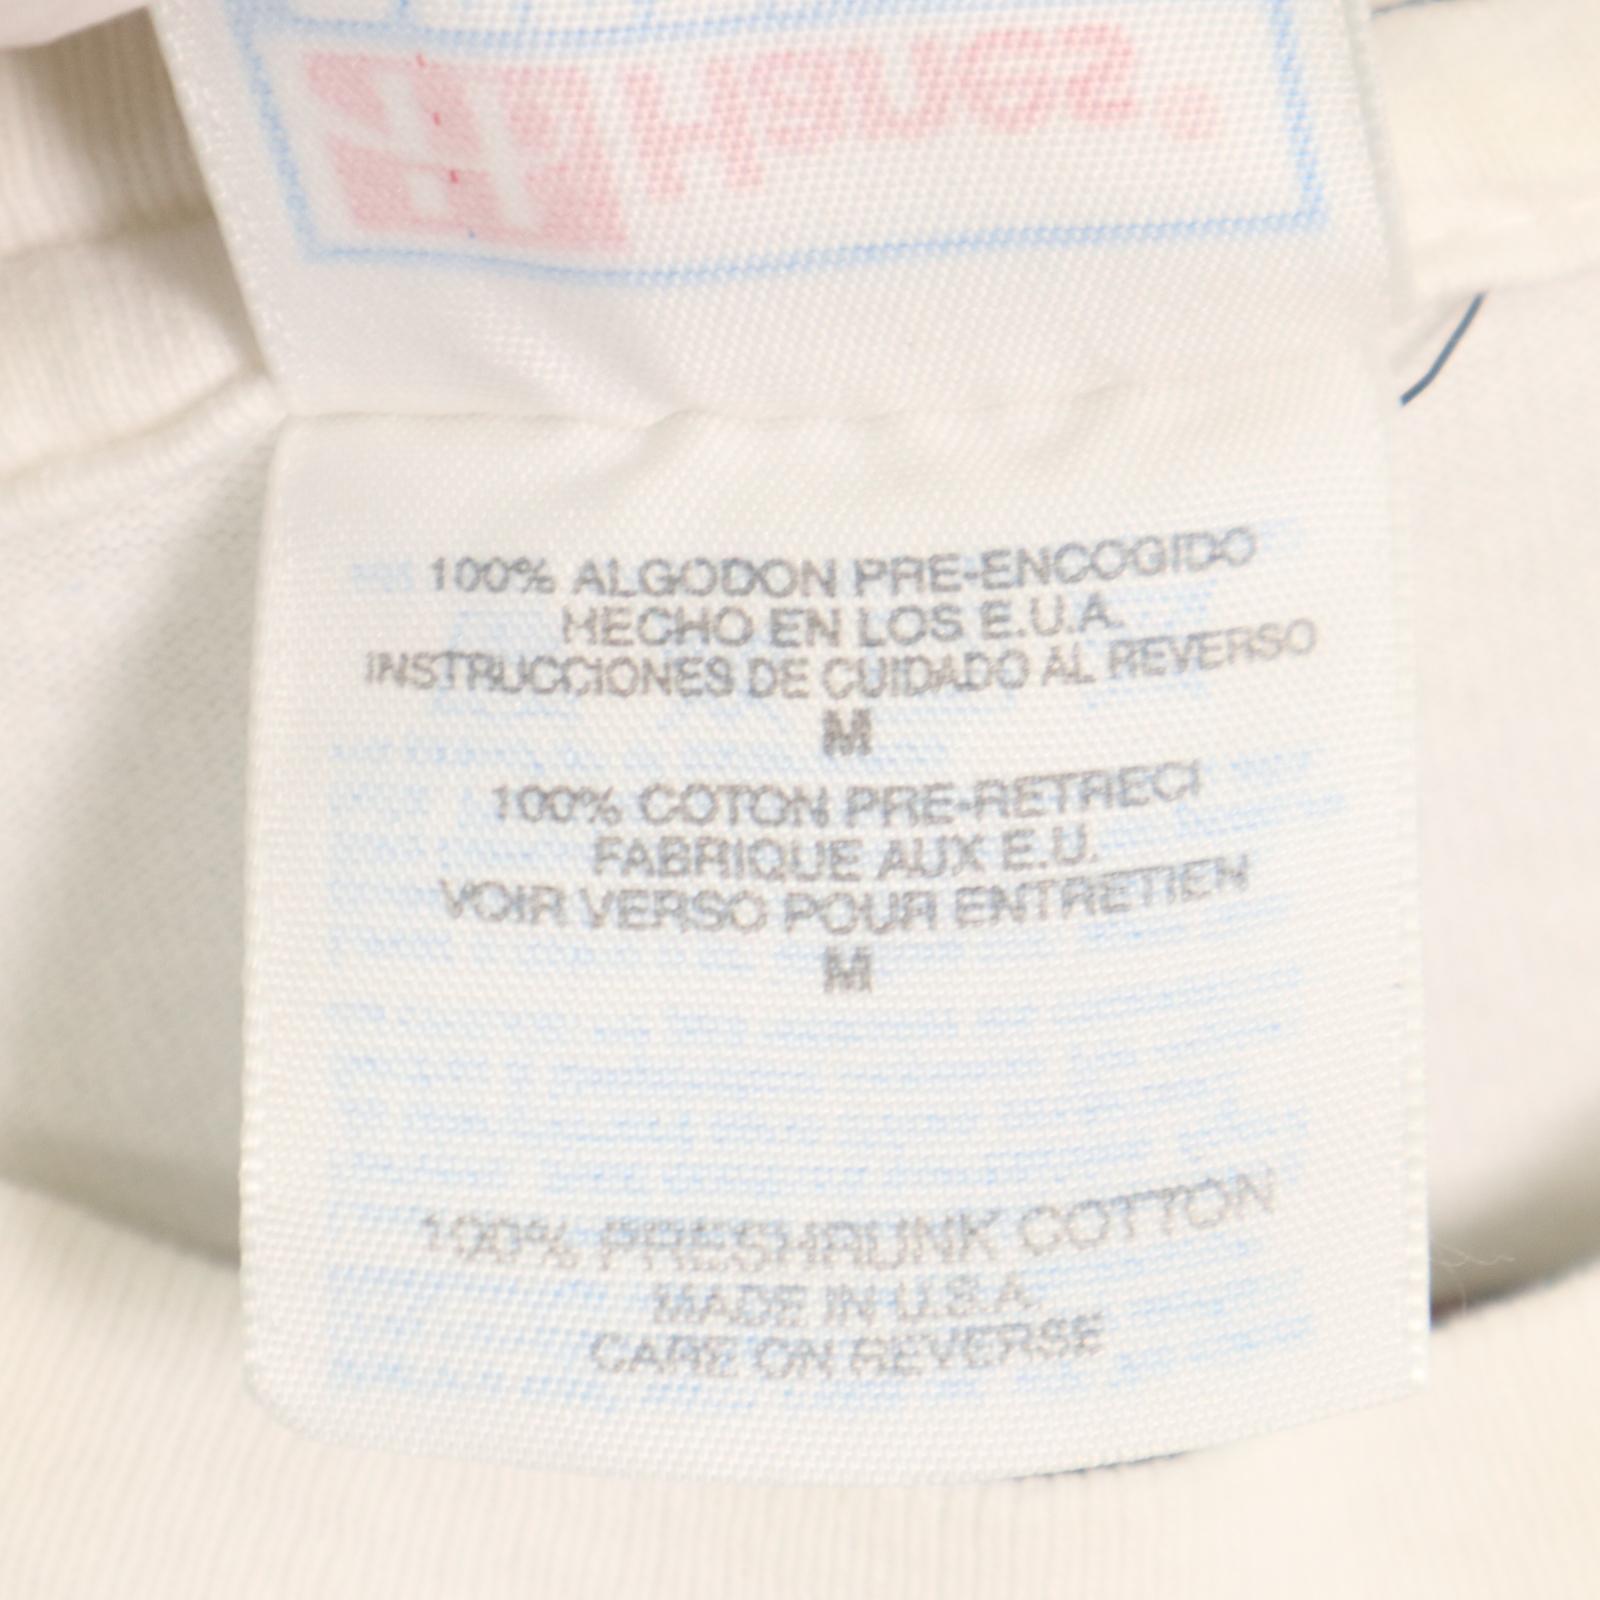 Hanes
100% ALGODON PRE-ENCOGIDO
HECHO EN LOS E.U.A.
INSTRUCCIONES DE CUIDADO AL REVERSO
M
100% COTON PRE-RETRECI
FABRIQUE AUX E.U.
VOIR VERSO POUR ENTRETIEN
M
100% PRESHRUNK COTTON
MADE IN U.S.A.
CARE ON REVERSE